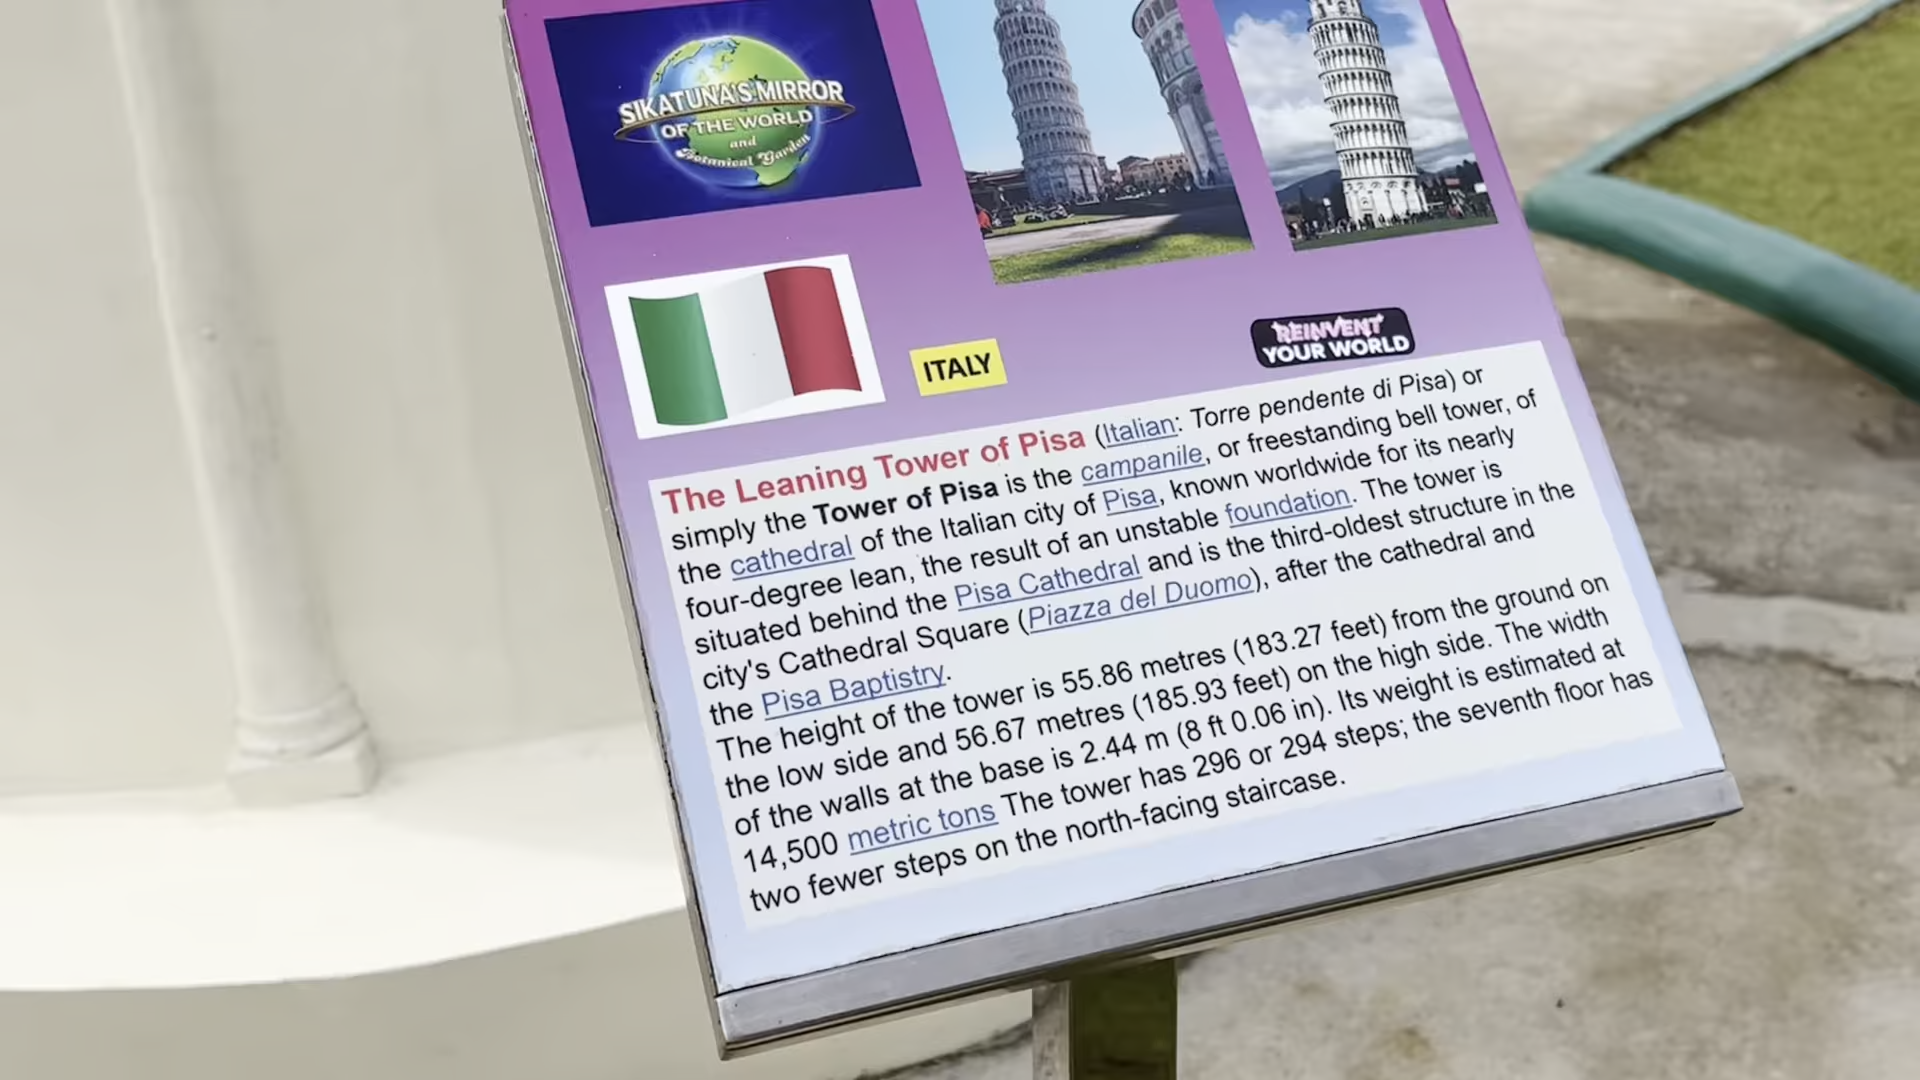 SIKATUNA'S MIRROR
OF THE WORLD
and
Botanical Garden
ITALY
REINVENT
YOUR WORLD
The Leaning Tower of Pisa (Italian: Torre pendente di Pisa) or
simply the Tower of Pisa is the campanile, or freestanding bell tower, of
the cathedral of the Italian city of Pisa, known worldwide for its nearly
four-degree lean, the result of an unstable foundation. The tower is
situated behind the Pisa Cathedral and is the third-oldest structure in the
city's Cathedral Square (Piazza del Duomo), after the cathedral and
the Pisa Baptistry.
The height of the tower is 55.86 metres (183.27 feet) from the ground on
the low side and 56.67 metres (185.93 feet) on the high side. The width
of the walls at the base is 2.44 m (8 ft 0.06 in). Its weight is estimated at
14,500 metric tons The tower has 296 or 294 steps; the seventh floor has
two fewer steps on the north-facing staircase.